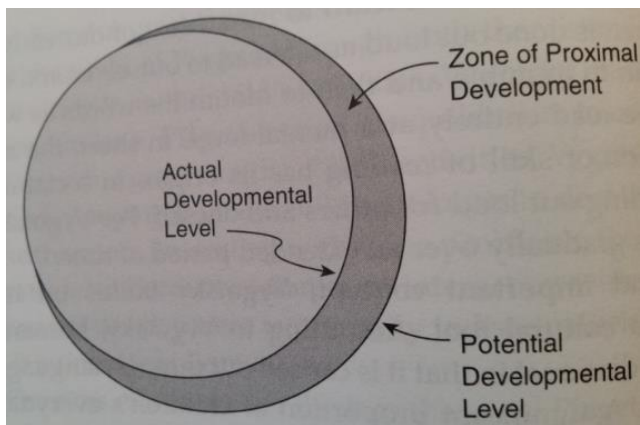 Zone of Proximal
Development
Actual
Developmental
Level
Potential
Developmental
Level